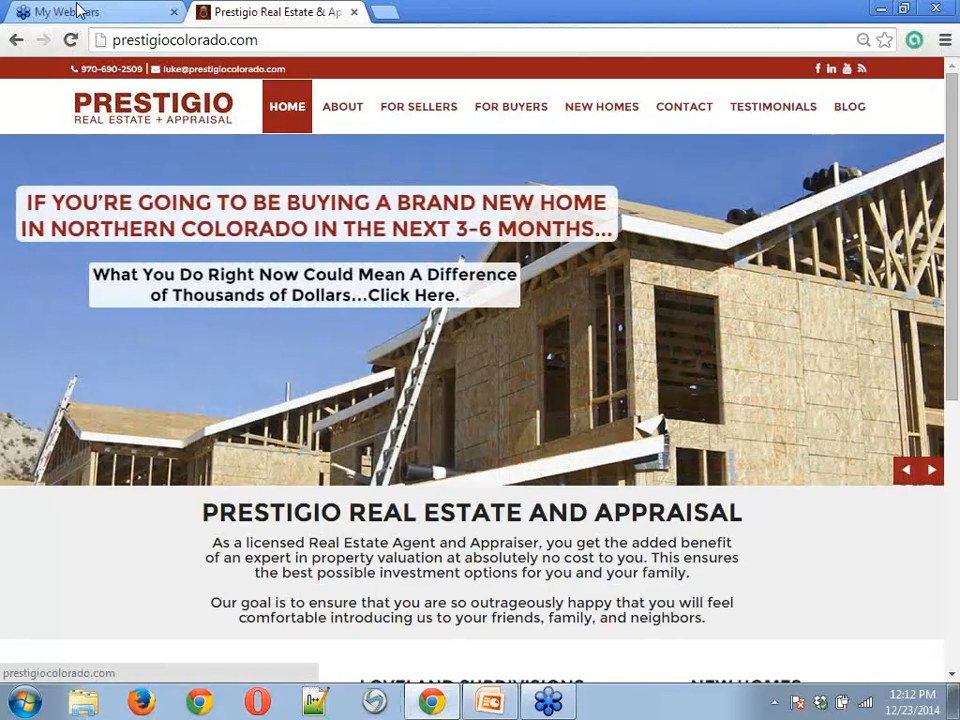 My Webinars
Prestigio Real Estate & Ap
prestigiocolorado.com
970-690-2509 | luke@prestigiocolorado.com
PRESTIGIO
REAL ESTATE + APPRAISAL
HOME
ABOUT
FOR SELLERS
FOR BUYERS
NEW HOMES
CONTACT
TESTIMONIALS
BLOG
IF YOU'RE GOING TO BE BUYING A BRAND NEW HOME
IN NORTHERN COLORADO IN THE NEXT 3-6 MONTHS...
What You Do Right Now Could Mean A Difference
of Thousands of Dollars...Click Here.
PRESTIGIO REAL ESTATE AND APPRAISAL
As a licensed Real Estate Agent and Appraiser, you get the added benefit
of an expert in property valuation at absolutely no cost to you. This ensures
the best possible investment options for you and your family.
Our goal is to ensure that you are so outrageously happy that you will feel
comfortable introducing us to your friends, family, and neighbors.
LOVELAND SUBDIVISIONS
NEW HOMES
prestigiocolorado.com
12:12 PM
12/23/2014